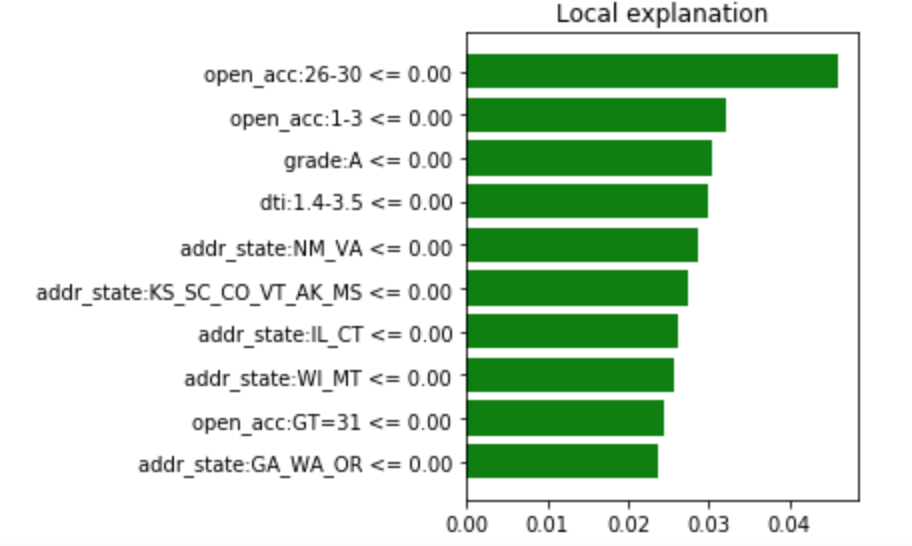 Local explanation
open_acc:26-30 <= 0.00
open_acc:1-3 <= 0.00
grade:A <= 0.00
dti:1.4-3.5 <= 0.00
addr_state:NM_VA <= 0.00
addr_state:KS_SC_CO_VT_AK_MS <= 0.00
addr_state:IL_CT <= 0.00
addr_state:WI_MT <= 0.00
open_acc:GT=31 <= 0.00
addr_state:GA_WA_OR <= 0.00
0.00 0.01 0.02 0.03 0.04